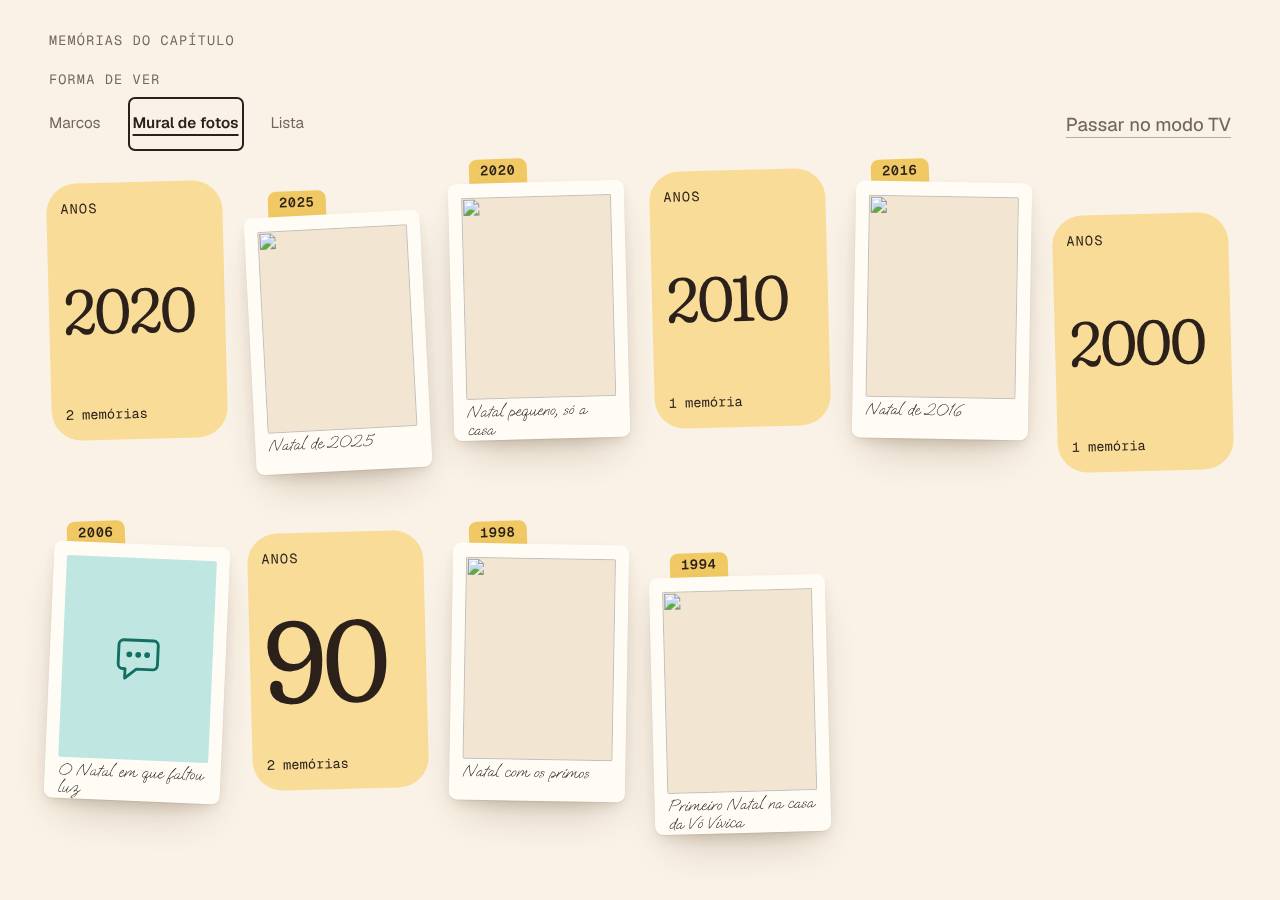 MEMÓRIAS DO CAPÍTULO
FORMA DE VER
Marcos
Mural de fotos
Lista
Passar no modo TV
ANOS
2020
2 memórias
2025
Natal de 2025
2020
Natal pequeno, só a
casa
ANOS
2010
1 memória
2016
Natal de 2016
ANOS
2000
1 memória
2006
O Natal em que faltou
luz
ANOS
90
2 memórias
1998
Natal com os primos
1994
Primeiro Natal na casa
da Vó Vivica